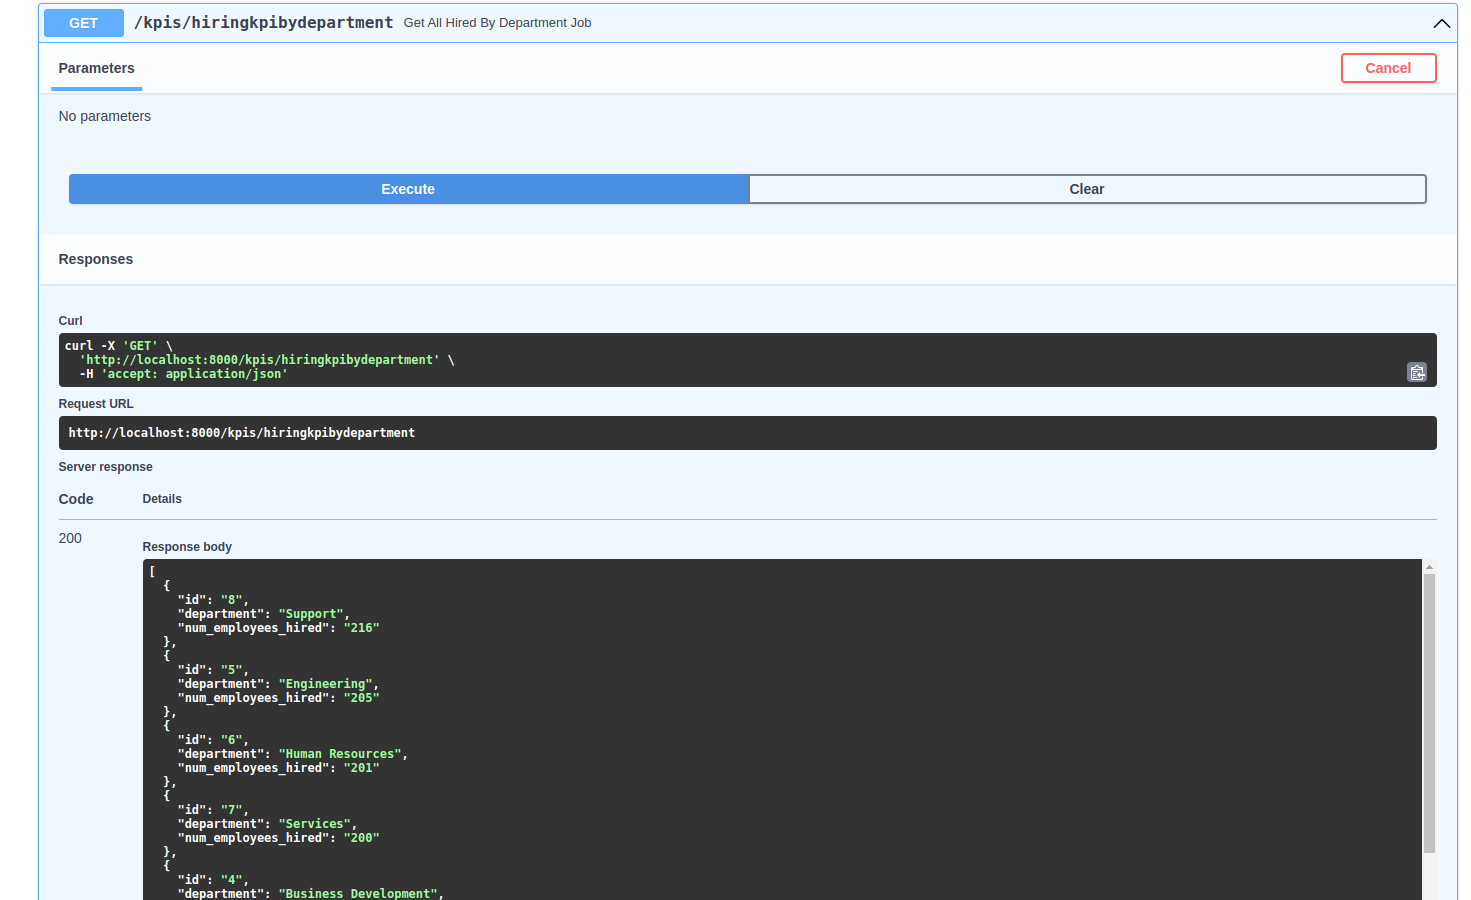 GET /kpis/hiringkpibydepartment Get All Hired By Department Job
Parameters
Cancel
No parameters
Execute
Clear
Responses
Curl
curl -X 'GET' \
  'http://localhost:8000/kpis/hiringkpibydepartment' \
  -H 'accept: application/json'
Request URL
http://localhost:8000/kpis/hiringkpibydepartment
Server response
Code Details
200
Response body
[
  {
    "id": "8",
    "department": "Support",
    "num_employees_hired": "216"
  },
  {
    "id": "5",
    "department": "Engineering",
    "num_employees_hired": "205"
  },
  {
    "id": "6",
    "department": "Human Resources",
    "num_employees_hired": "201"
  },
  {
    "id": "7",
    "department": "Services",
    "num_employees_hired": "200"
  },
  {
    "id": "4",
    "department": "Business Development",